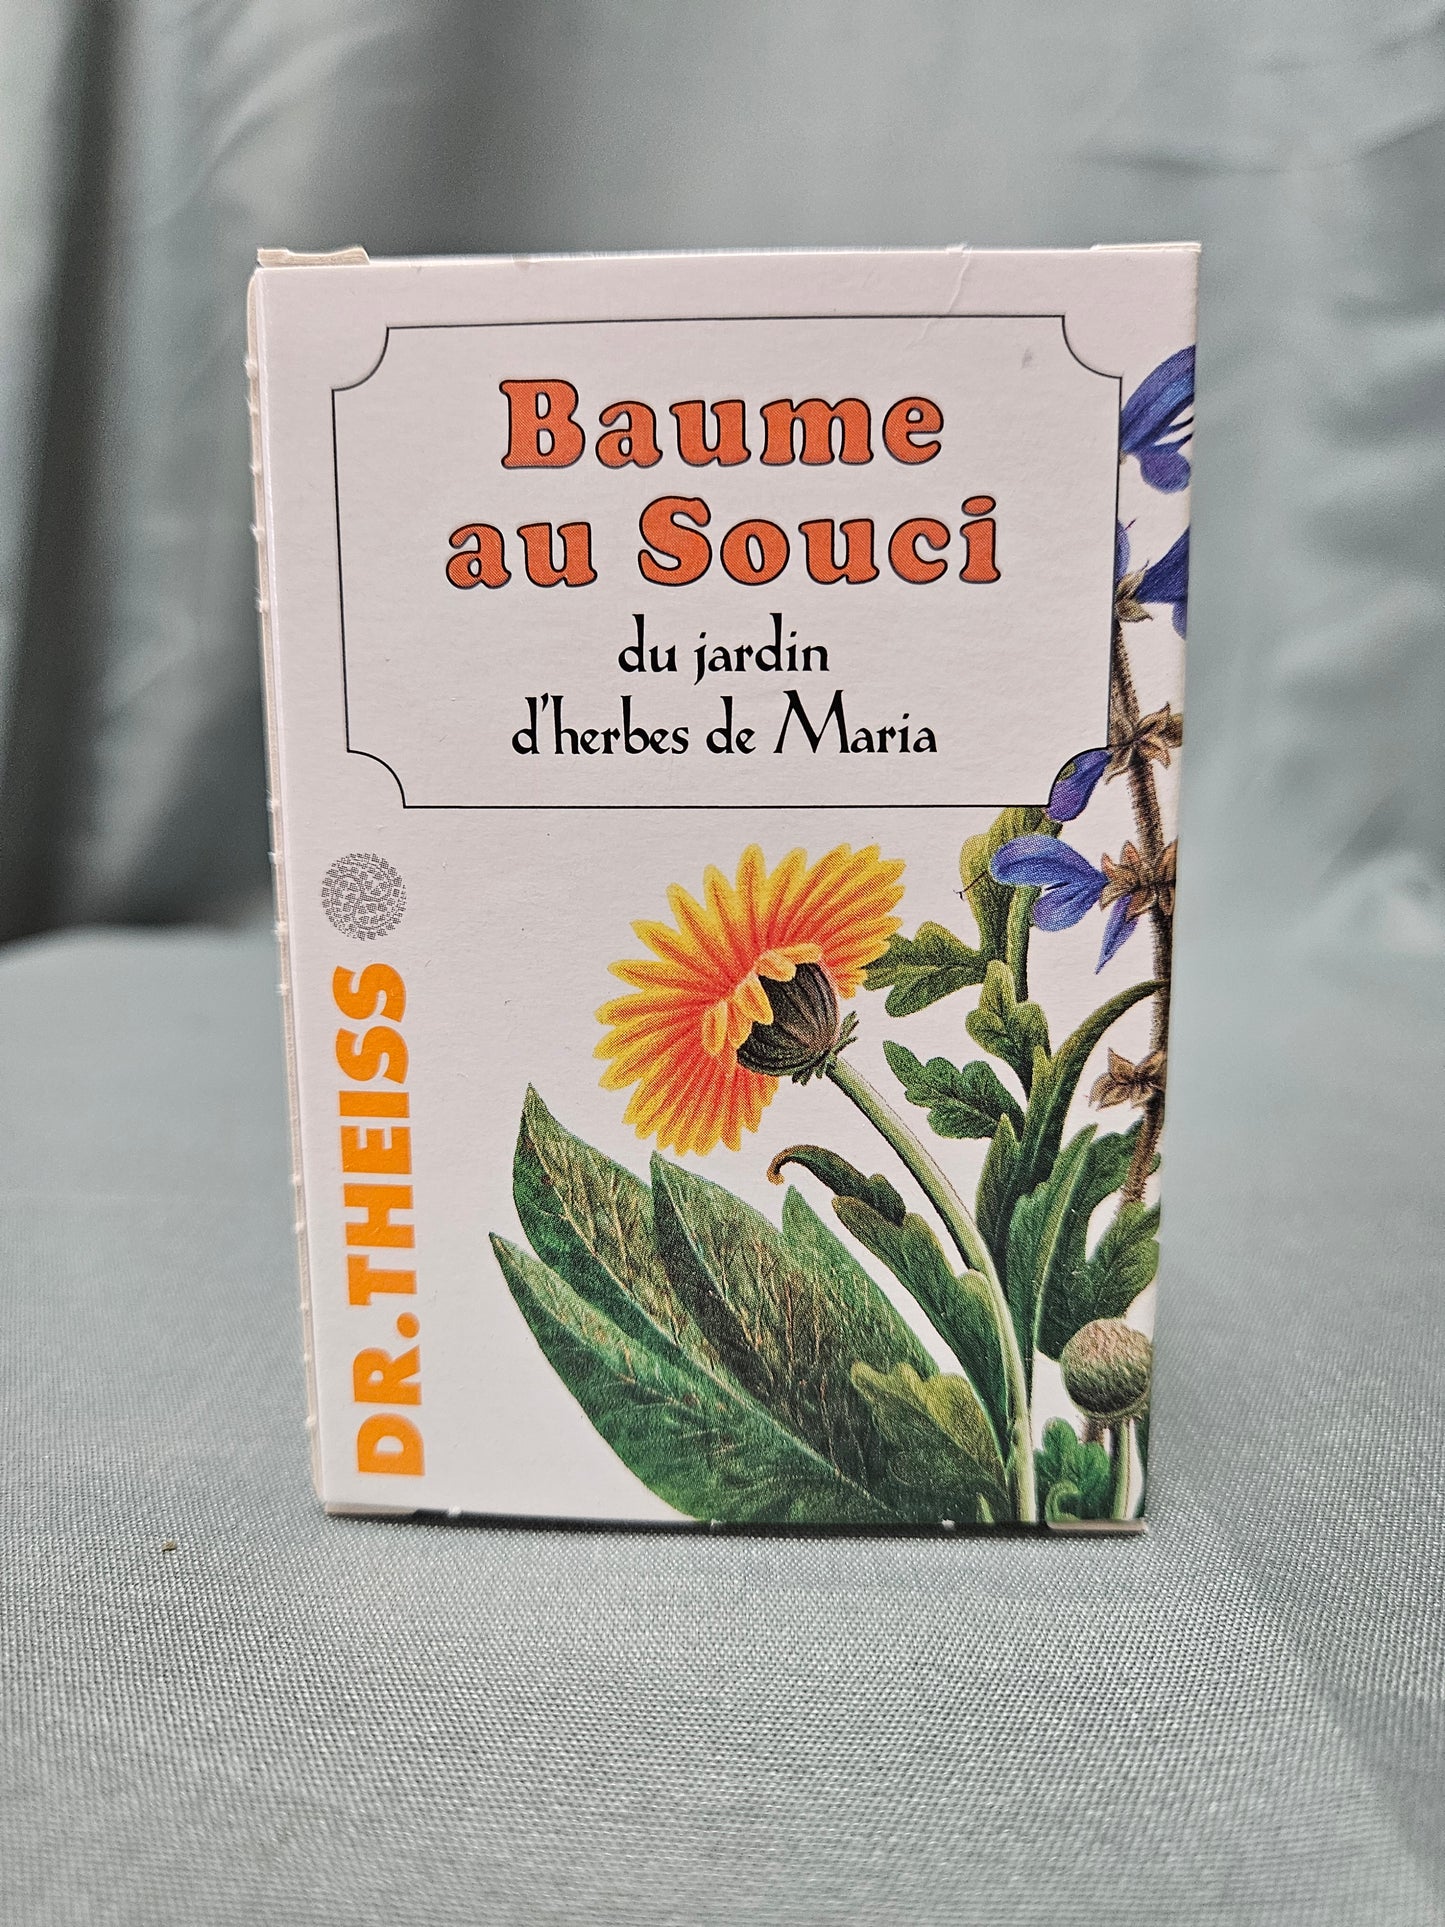 Baume
au Souci
du jardin
d'herbes de Maria
DR.THEISS